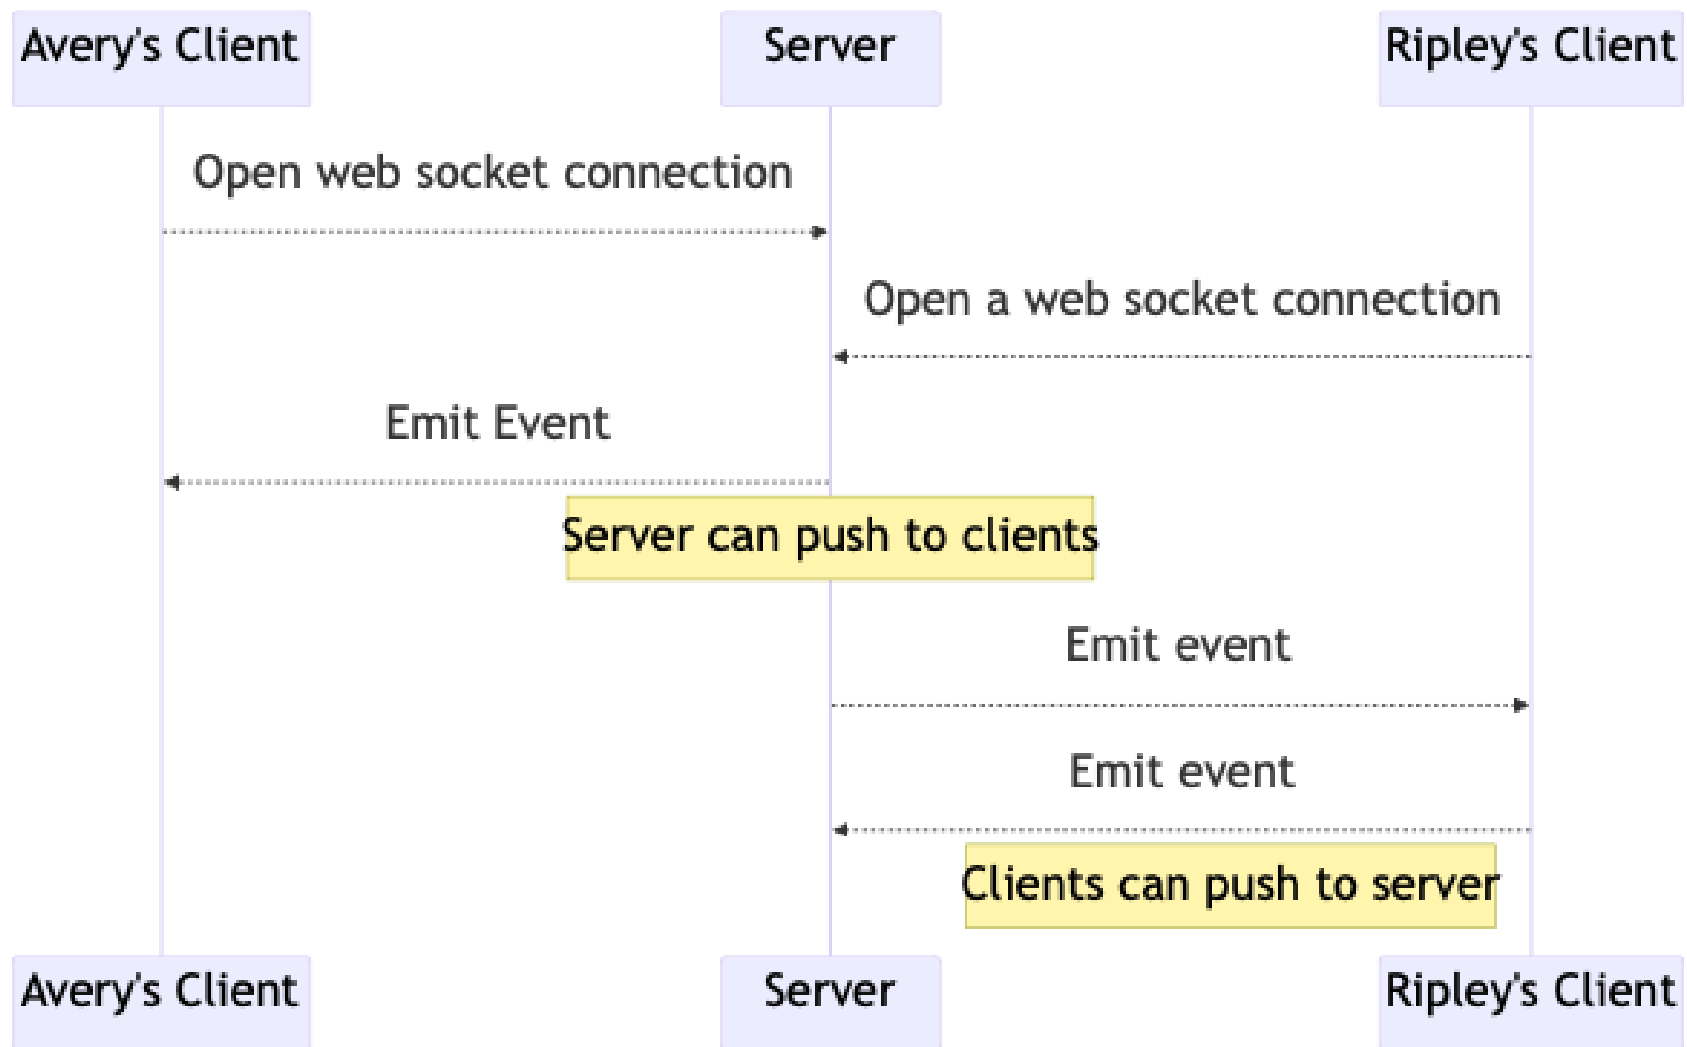 Avery's Client
Server
Ripley's Client
Open web socket connection
Open a web socket connection
Emit Event
Server can push to clients
Emit event
Emit event
Clients can push to server
Avery's Client
Server
Ripley's Client